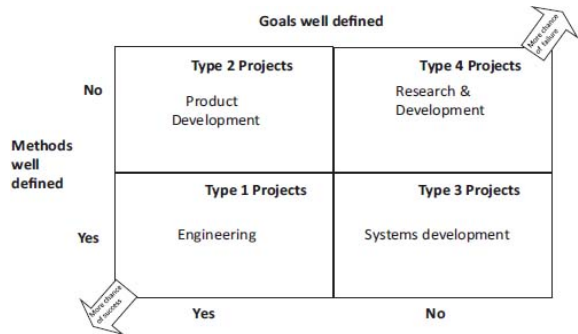 Goals well defined
More chance
of failure
Type 2 Projects
Type 4 Projects
No
Product
Development
Research &
Development
Methods
well
defined
Type 1 Projects
Type 3 Projects
Yes
Engineering
Systems development
More chance
of success
Yes
No